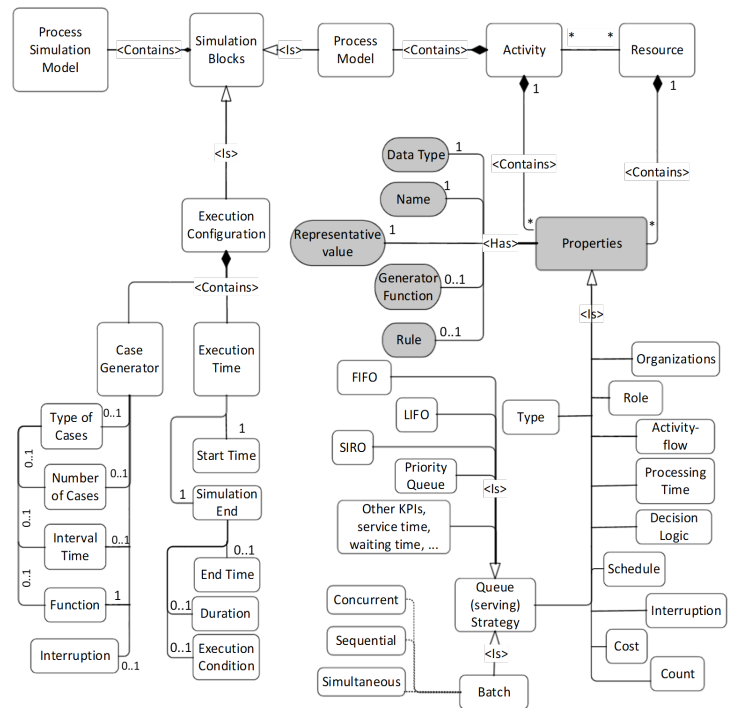 Process
Simulation
Model
<Contains>
Simulation
Blocks
<Is>
Process
Model
<Contains>
Activity
*
*
Resource
1
1
<Is>
<Contains>
<Contains>
Data Type
1
Name
1
Representative
value
1
<Has>
*
*
Properties
Generator
Function
0..1
Rule
0..1
<Is>
Execution
Configuration
<Contains>
Case
Generator
Execution
Time
Type of
Cases
0..1
0..1
Number
of Cases
0..1
0..1
Interval
Time
0..1
0..1
Function
1
Interruption
0..1
1
Start Time
1
Simulation
End
0..1
End Time
0..1
Duration
0..1
Execution
Condition
FIFO
LIFO
SIRO
Priority
Queue
<Is>
Other KPIs,
service time,
waiting time, ...
Queue
(serving)
Strategy
Concurrent
Sequential
Simultaneous
<Is>
Batch
Type
Organizations
Role
Activity-
flow
Processing
Time
Decision
Logic
Schedule
Interruption
Cost
Count